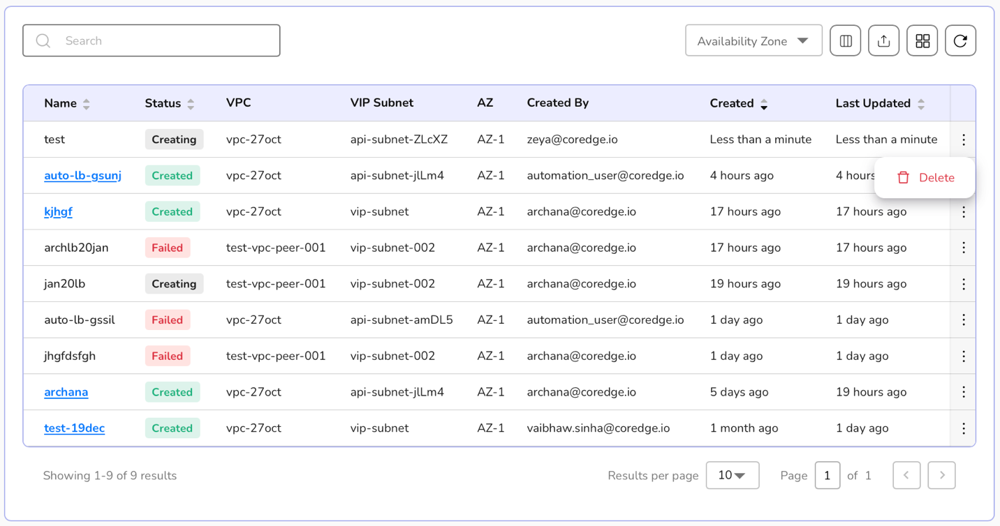 Search Availability Zone
Name Status VPC VIP Subnet AZ Created By Created Last Updated
test Creating vpc-27oct api-subnet-ZLcXZ AZ-1 zeya@coredge.io Less than a minute Less than a minute
auto-lb-gsunj Created vpc-27oct api-subnet-jlLm4 AZ-1 automation_user@coredge.io 4 hours ago 4 hours
Delete
kjhgf Created vpc-27oct vip-subnet AZ-1 archana@coredge.io 17 hours ago 17 hours ago
archlb20jan Failed test-vpc-peer-001 vip-subnet-002 AZ-1 archana@coredge.io 17 hours ago 17 hours ago
jan20lb Creating test-vpc-peer-001 vip-subnet-002 AZ-1 archana@coredge.io 19 hours ago 19 hours ago
auto-lb-gssil Failed vpc-27oct api-subnet-amDL5 AZ-1 automation_user@coredge.io 1 day ago 1 day ago
jhgfdsfgh Failed test-vpc-peer-001 vip-subnet-002 AZ-1 archana@coredge.io 1 day ago 1 day ago
archana Created vpc-27oct api-subnet-jlLm4 AZ-1 archana@coredge.io 5 days ago 19 hours ago
test-19dec Created vpc-27oct vip-subnet AZ-1 vaibhaw.sinha@coredge.io 1 month ago 1 day ago
Showing 1-9 of 9 results Results per page 10 Page 1 of 1